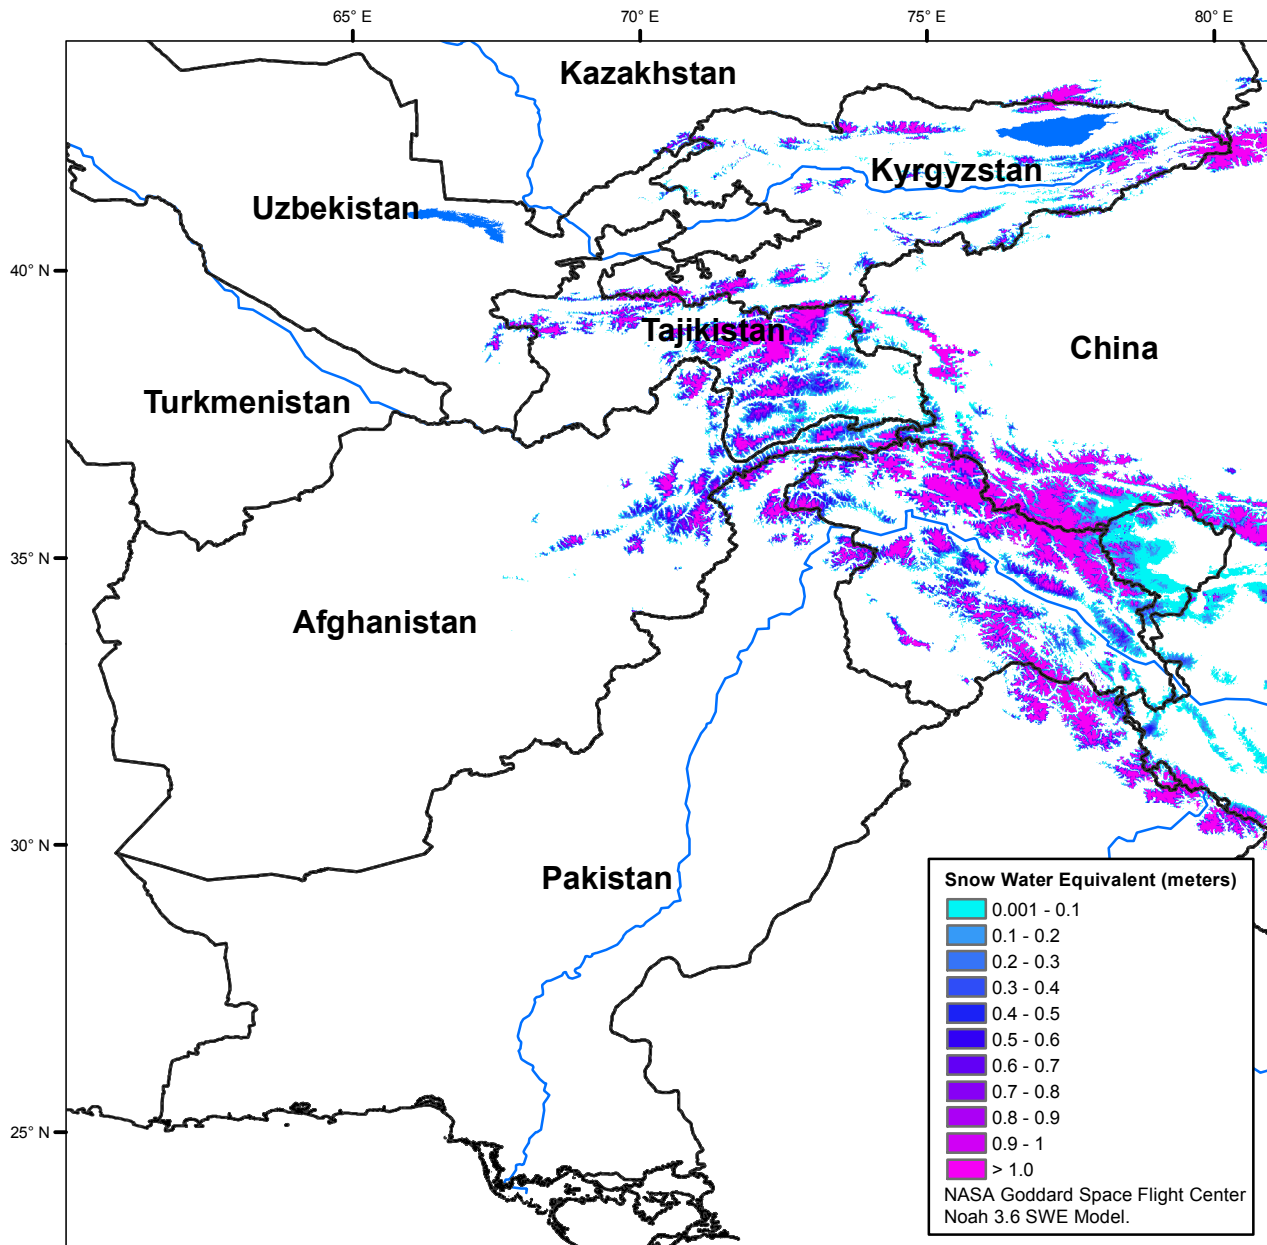 65° E
70° E
75° E
80° E
Kazakhstan
Kyrgyzstan
Uzbekistan
40° N
Tajikistan
China
Turkmenistan
35° N
Afghanistan
30° N
Pakistan
25° N
Snow Water Equivalent (meters)
0.001 - 0.1
0.1 - 0.2
0.2 - 0.3
0.3 - 0.4
0.4 - 0.5
0.5 - 0.6
0.6 - 0.7
0.7 - 0.8
0.8 - 0.9
0.9 - 1
> 1.0
NASA Goddard Space Flight Center
Noah 3.6 SWE Model.